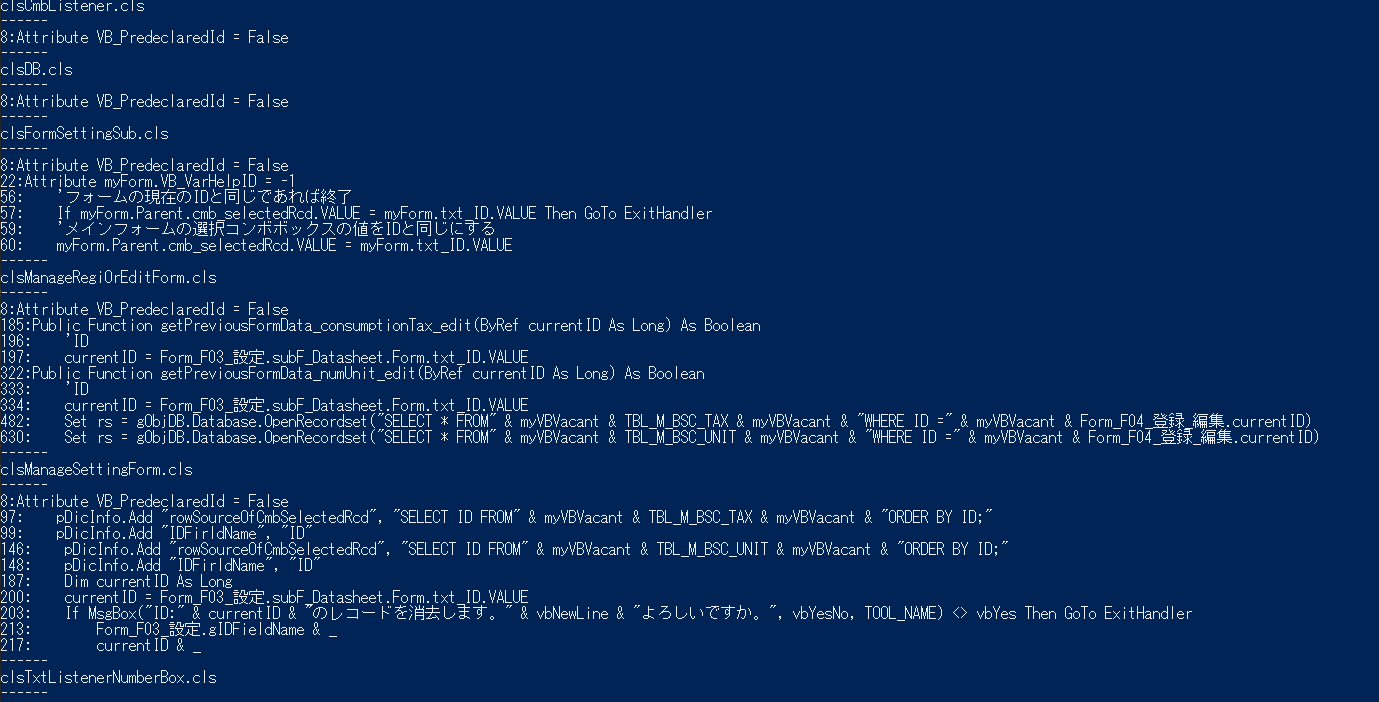 clsCmbListener.cls
------
8:Attribute VB_PredeclaredId = False
------
clsDB.cls
------
8:Attribute VB_PredeclaredId = False
------
clsFormSettingSub.cls
------
8:Attribute VB_PredeclaredId = False
22:Attribute myForm.VB_VarHelpID = -1
56:    'フォームの現在のIDと同じであれば終了
57:    If myForm.Parent.cmb_selectedRcd.VALUE = myForm.txt_ID.VALUE Then GoTo ExitHandler
59:    'メインフォームの選択コンボボックスの値をIDと同じにする
60:    myForm.Parent.cmb_selectedRcd.VALUE = myForm.txt_ID.VALUE
------
clsManageRegiOrEditForm.cls
------
8:Attribute VB_PredeclaredId = False
185:Public Function getPreviousFormData_consumptionTax_edit(ByRef currentID As Long) As Boolean
196:    'ID
197:    currentID = Form_F03_設定.subF_Datasheet.Form.txt_ID.VALUE
322:Public Function getPreviousFormData_numUnit_edit(ByRef currentID As Long) As Boolean
333:    'ID
334:    currentID = Form_F03_設定.subF_Datasheet.Form.txt_ID.VALUE
482:    Set rs = gObjDB.Database.OpenRecordset("SELECT * FROM" & myVBVacant & TBL_M_BSC_TAX & myVBVacant & "WHERE ID =" & myVBVacant & Form_F04_登録_編集.currentID)
630:    Set rs = gObjDB.Database.OpenRecordset("SELECT * FROM" & myVBVacant & TBL_M_BSC_UNIT & myVBVacant & "WHERE ID =" & myVBVacant & Form_F04_登録_編集.currentID)
------
clsManageSettingForm.cls
------
8:Attribute VB_PredeclaredId = False
97:    pDicInfo.Add "rowSourceOfCmbSelectedRcd", "SELECT ID FROM" & myVBVacant & TBL_M_BSC_TAX & myVBVacant & "ORDER BY ID;"
99:    pDicInfo.Add "IDFirldName", "ID"
146:    pDicInfo.Add "rowSourceOfCmbSelectedRcd", "SELECT ID FROM" & myVBVacant & TBL_M_BSC_UNIT & myVBVacant & "ORDER BY ID;"
148:    pDicInfo.Add "IDFirldName", "ID"
187:    Dim currentID As Long
200:    currentID = Form_F03_設定.subF_Datasheet.Form.txt_ID.VALUE
203:    If MsgBox("ID:" & currentID & "のレコードを消去します。" & vbNewLine & "よろしいですか。", vbYesNo, TOOL_NAME) <> vbYes Then GoTo ExitHandler
213:        Form_F03_設定.gIDFieldName & _
217:        currentID & _
------
clsTxtListenerNumberBox.cls
------